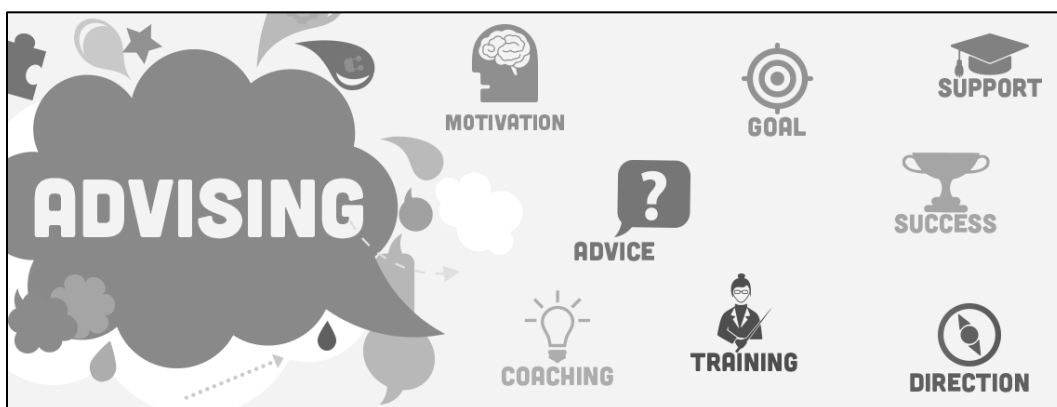 ADVISING
MOTIVATION
GOAL
SUPPORT
?
ADVICE
SUCCESS
COACHING
TRAINING
DIRECTION